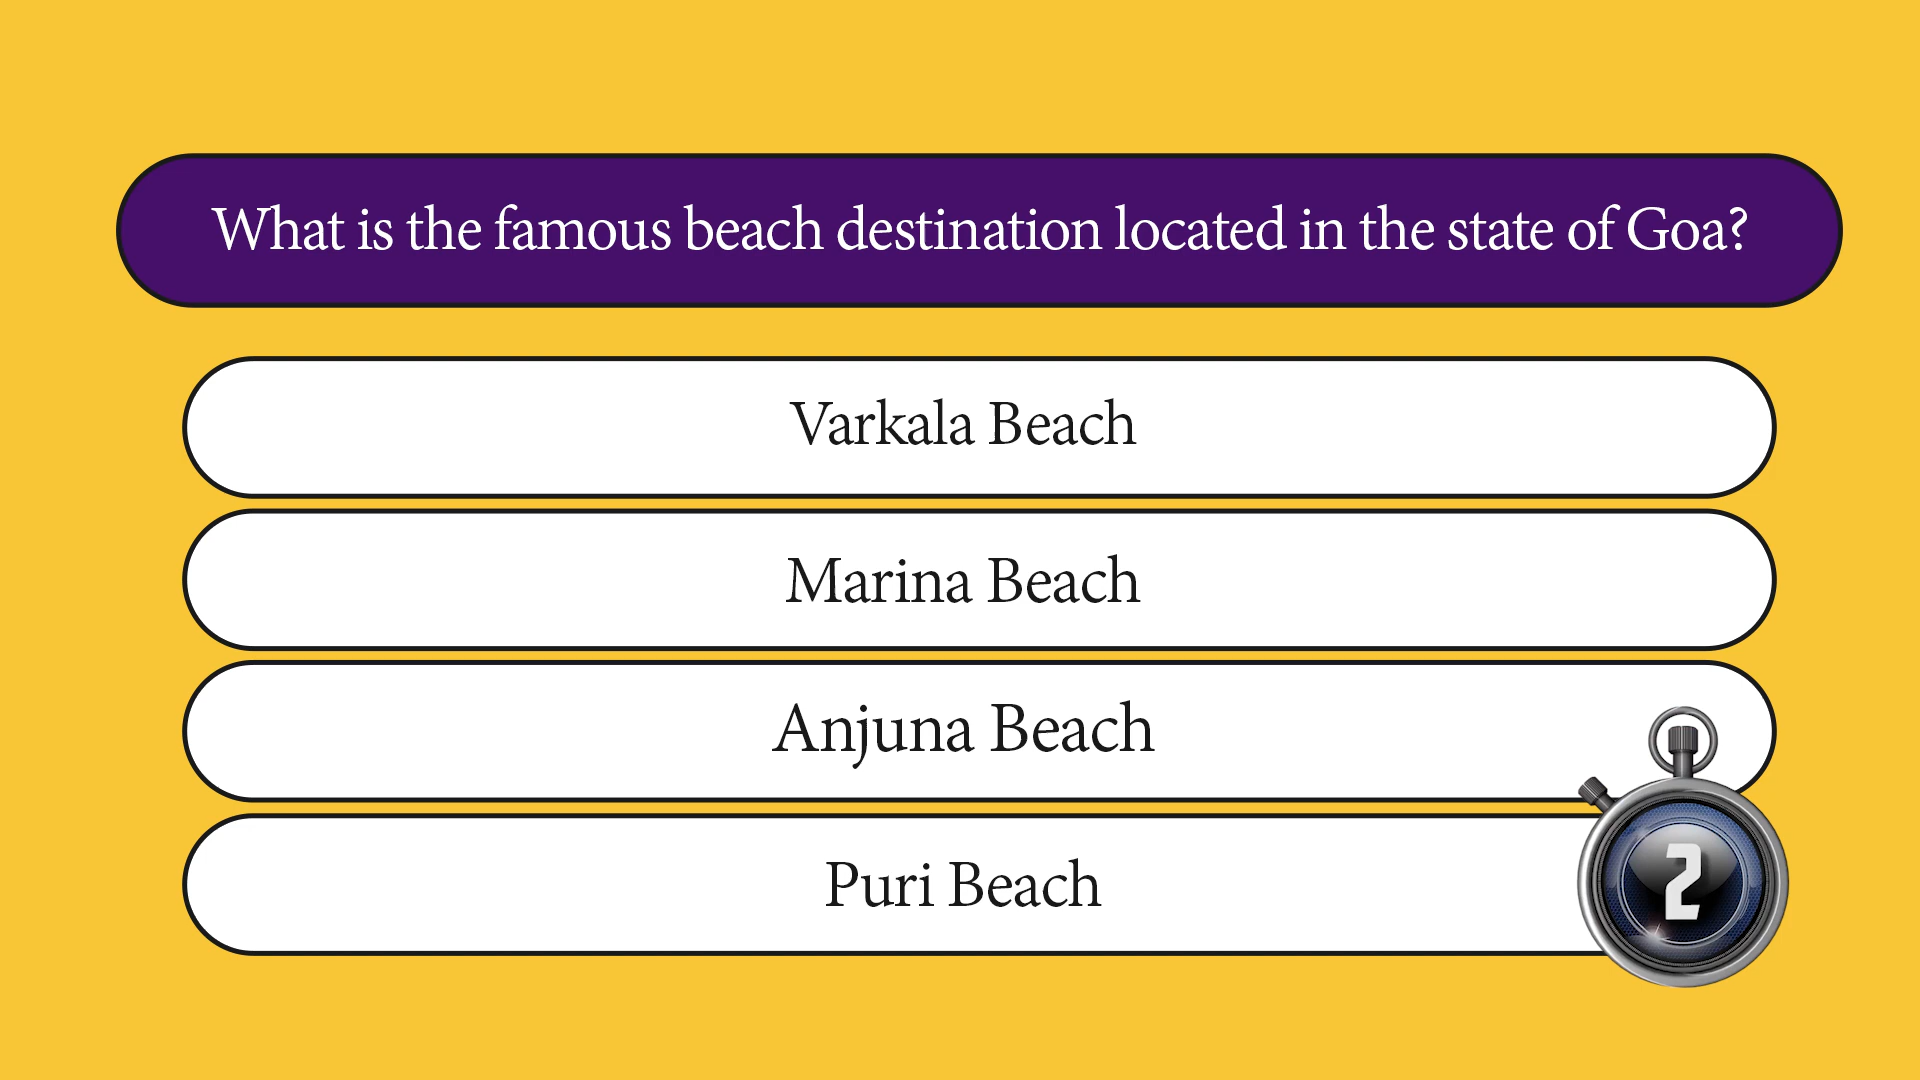 What is the famous beach destination located in the state of Goa?
Varkala Beach
Marina Beach
Anjuna Beach
Puri Beach
2